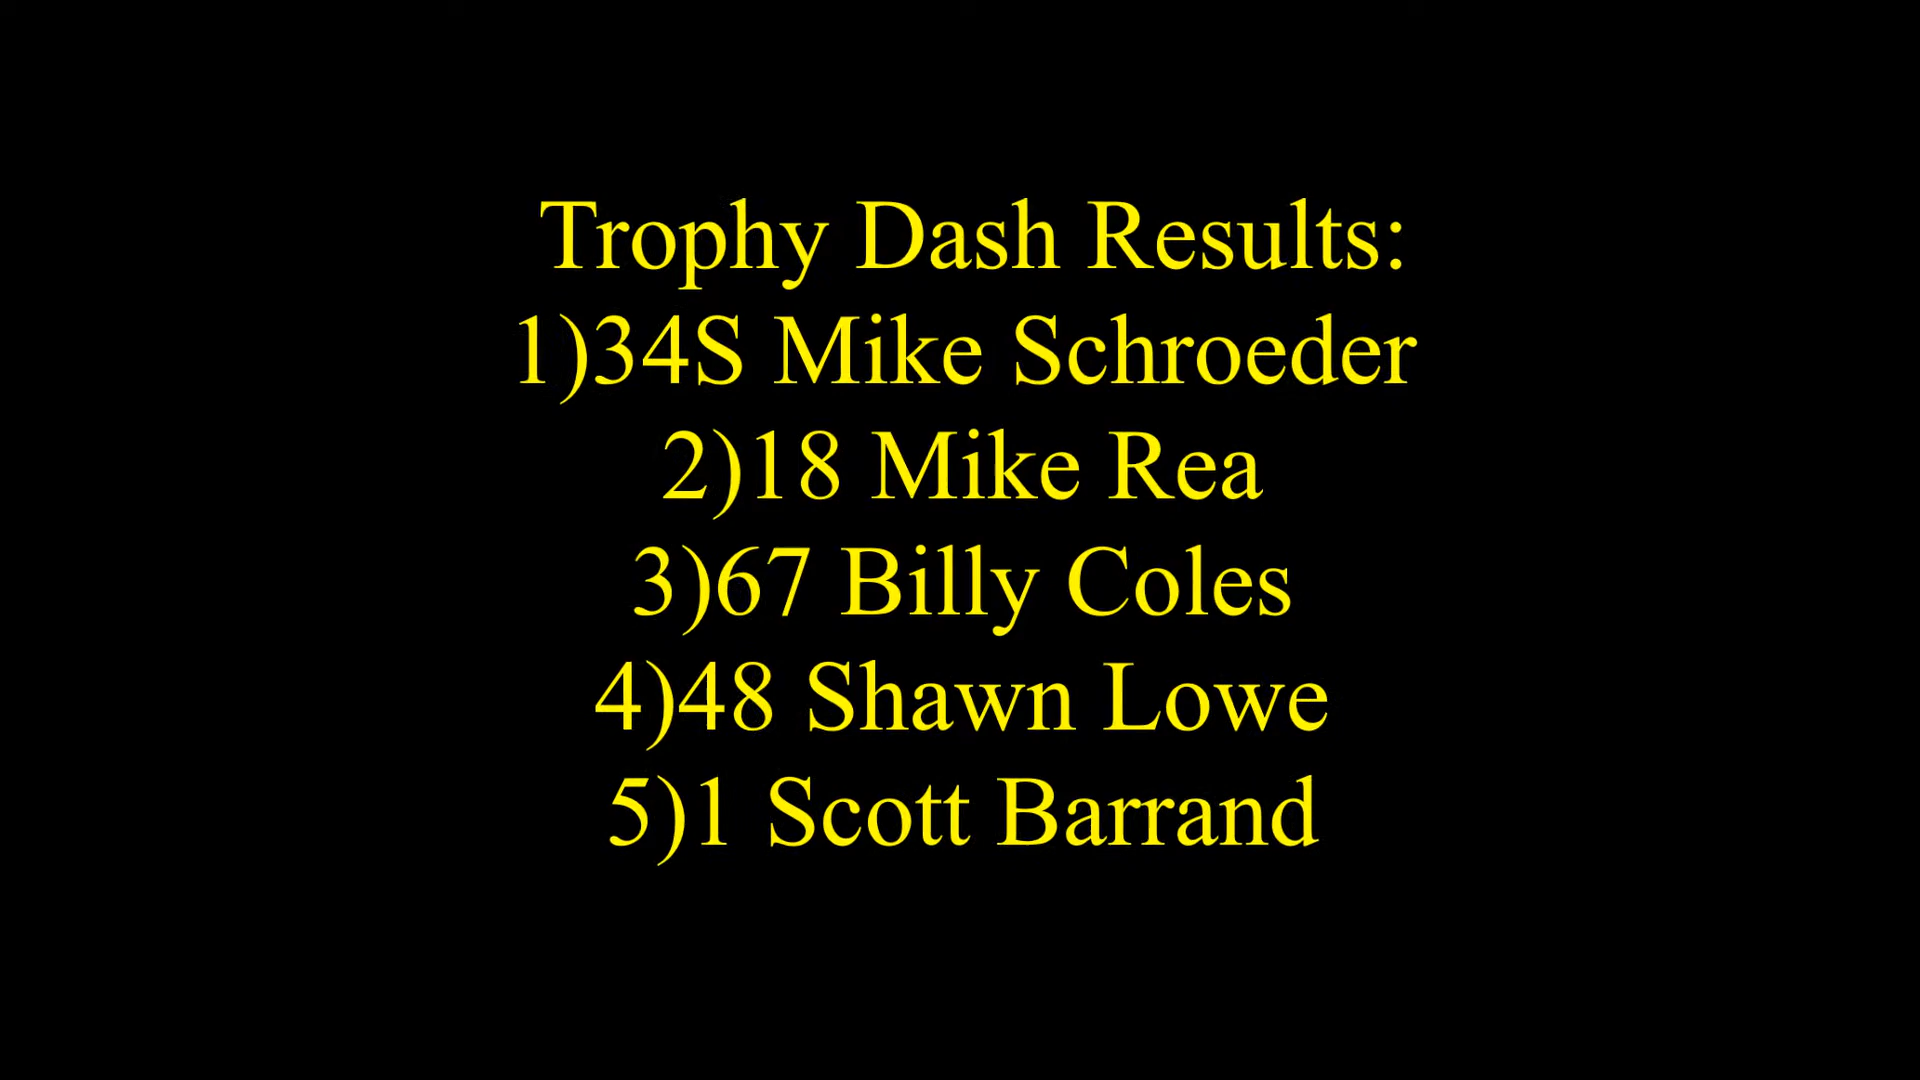 Trophy Dash Results:
1)34S Mike Schroeder
2)18 Mike Rea
3)67 Billy Coles
4)48 Shawn Lowe
5)1 Scott Barrand